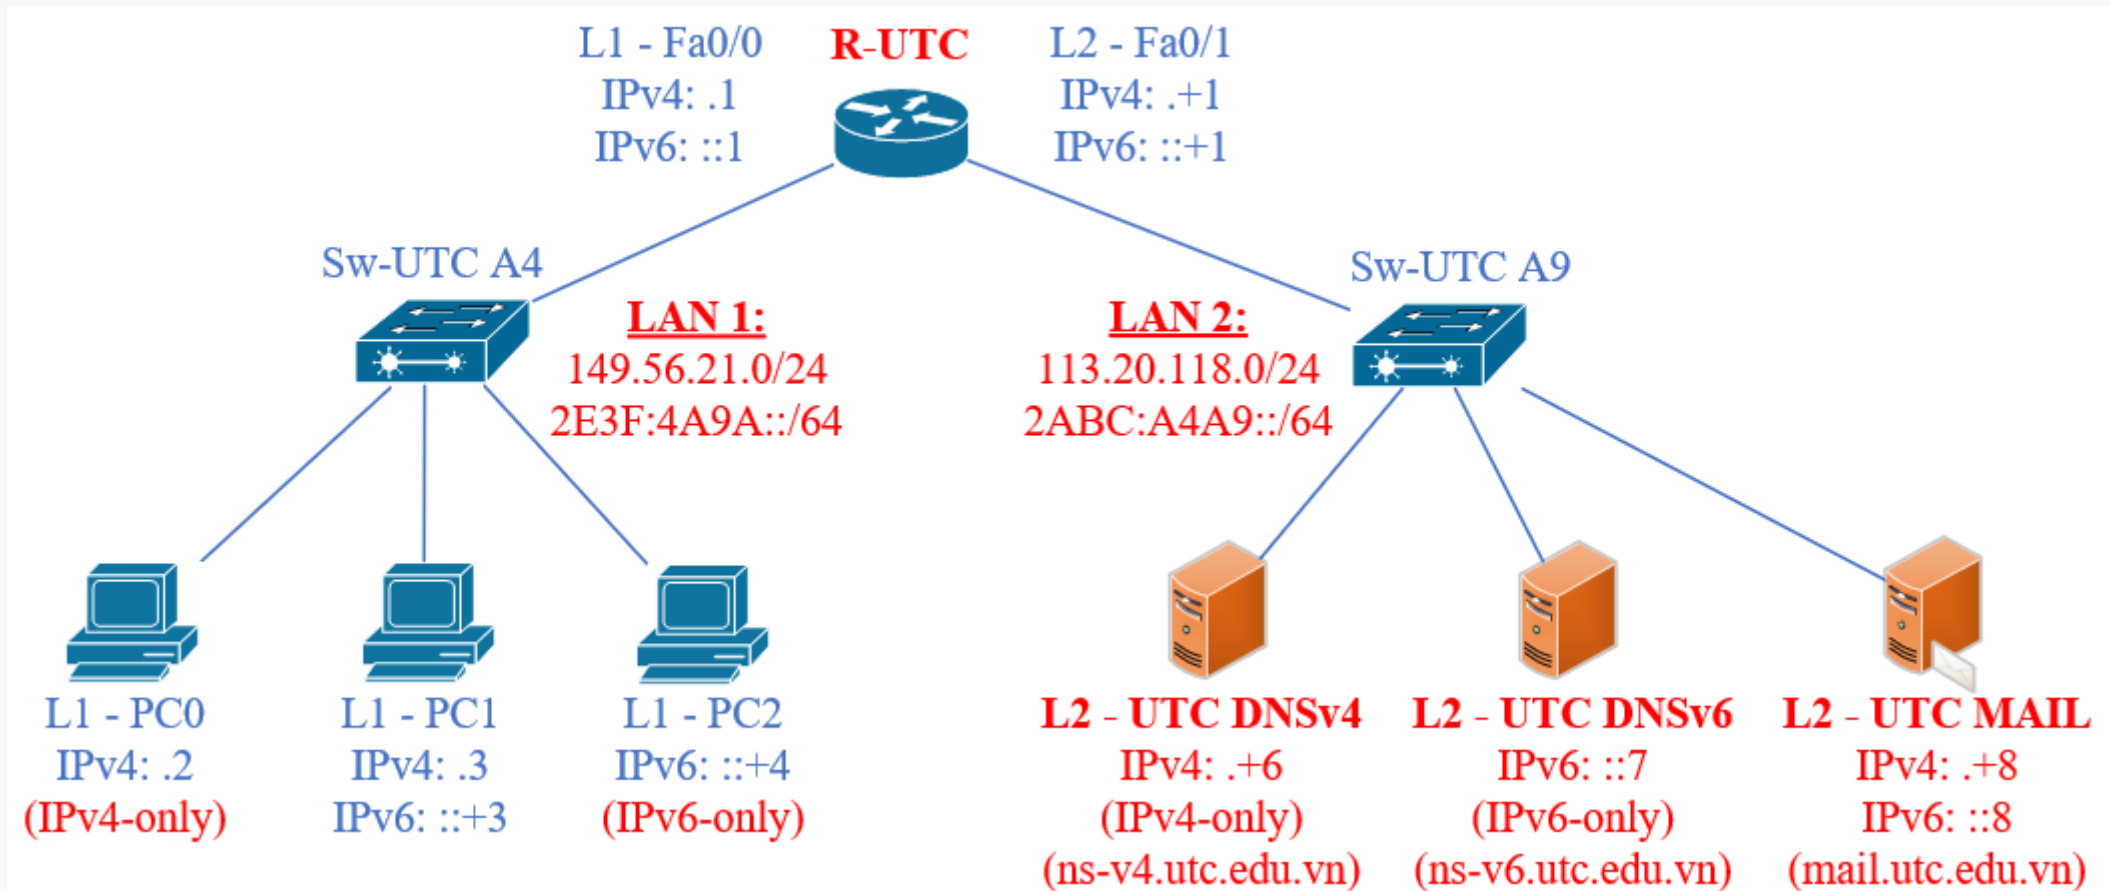 L1 - Fa0/0
IPv4: .1
IPv6: ::1
R-UTC
L2 - Fa0/1
IPv4: .+1
IPv6: ::+1
Sw-UTC A4
LAN 1:
149.56.21.0/24
2E3F:4A9A::/64
LAN 2:
113.20.118.0/24
2ABC:A4A9::/64
Sw-UTC A9
L1 - PC0
IPv4: .2
(IPv4-only)
L1 - PC1
IPv4: .3
IPv6: ::+3
L1 - PC2
IPv6: ::+4
(IPv6-only)
L2 - UTC DNSv4
IPv4: .+6
(IPv4-only)
(ns-v4.utc.edu.vn)
L2 - UTC DNSv6
IPv6: ::7
(IPv6-only)
(ns-v6.utc.edu.vn)
L2 - UTC MAIL
IPv4: .+8
IPv6: ::8
(mail.utc.edu.vn)